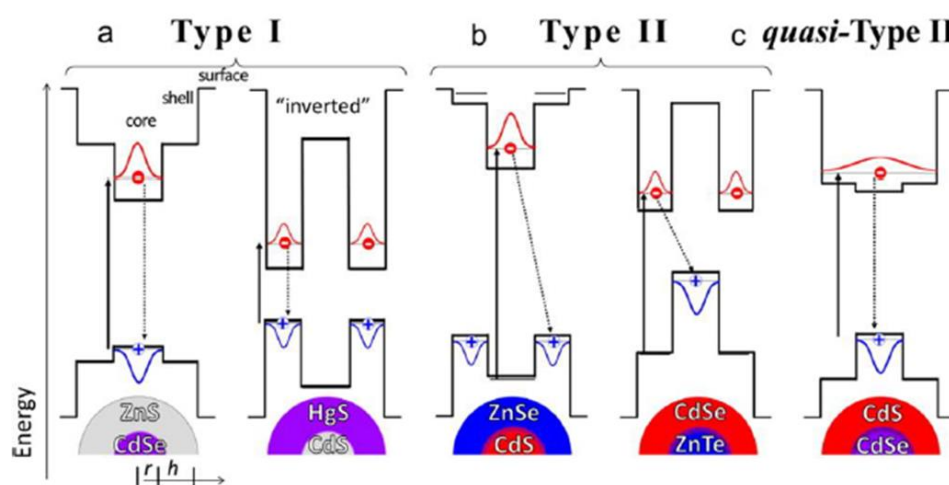 a Type I b Type II c quasi-Type II
surface
shell
core
"inverted"
Energy
ZnS
CdSe
HgS
CdS
ZnSe
CdS
CdSe
ZnTe
CdS
CdSe
r h